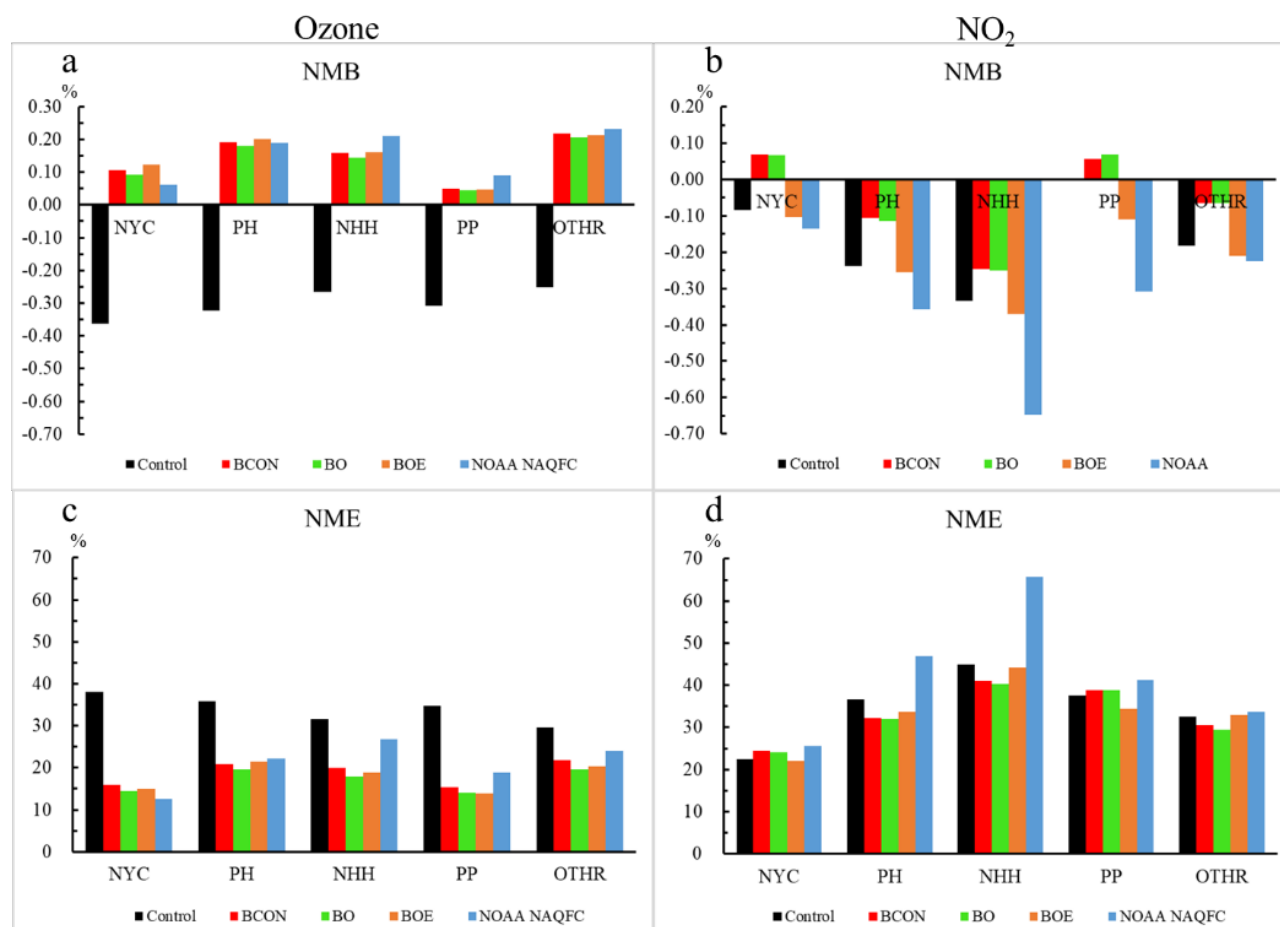 Ozone
NO2
a
NMB
%
0.30
0.20
0.10
0.00
-0.10
-0.20
-0.30
-0.40
-0.50
-0.60
-0.70
NYC PH NHH PP OTHR
Control BCON BO BOE NOAA NAQFC
b
NMB
%
0.20
0.10
0.00
-0.10
-0.20
-0.30
-0.40
-0.50
-0.60
-0.70
NYC PH NHH PP OTHR
Control BCON BO BOE NOAA
c
NME
%
70
60
50
40
30
20
10
0
NYC PH NHH PP OTHR
Control BCON BO BOE NOAA NAQFC
d
NME
%
70
60
50
40
30
20
10
0
NYC PH NHH PP OTHR
Control BCON BO BOE NOAA NAQFC